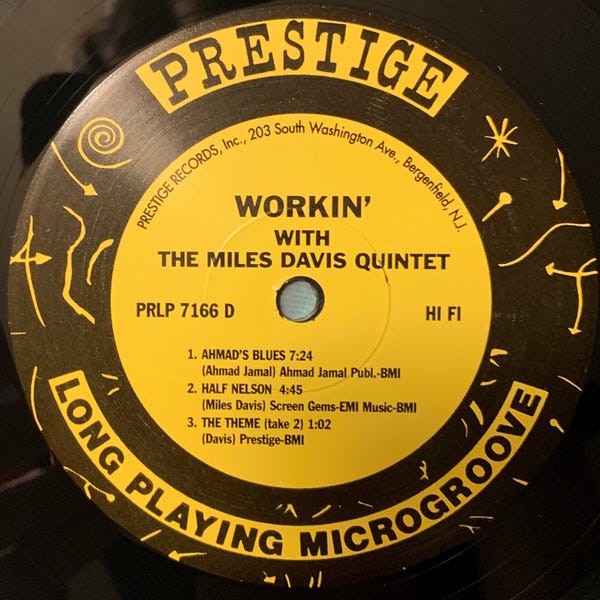 PRESTIGE
PRESTIGE RECORDS, Inc., 203 South Washington Ave., Bergenfield, N.J.
WORKIN'
WITH
THE MILES DAVIS QUINTET
PRLP 7166 D HI FI
1. AHMAD'S BLUES 7:24
(Ahmad Jamal) Ahmad Jamal Publ.-BMI
2. HALF NELSON 4:45
(Miles Davis) Screen Gems-EMI Music-BMI
3. THE THEME (take 2) 1:02
(Davis) Prestige-BMI
LONG PLAYING MICROGROOVE